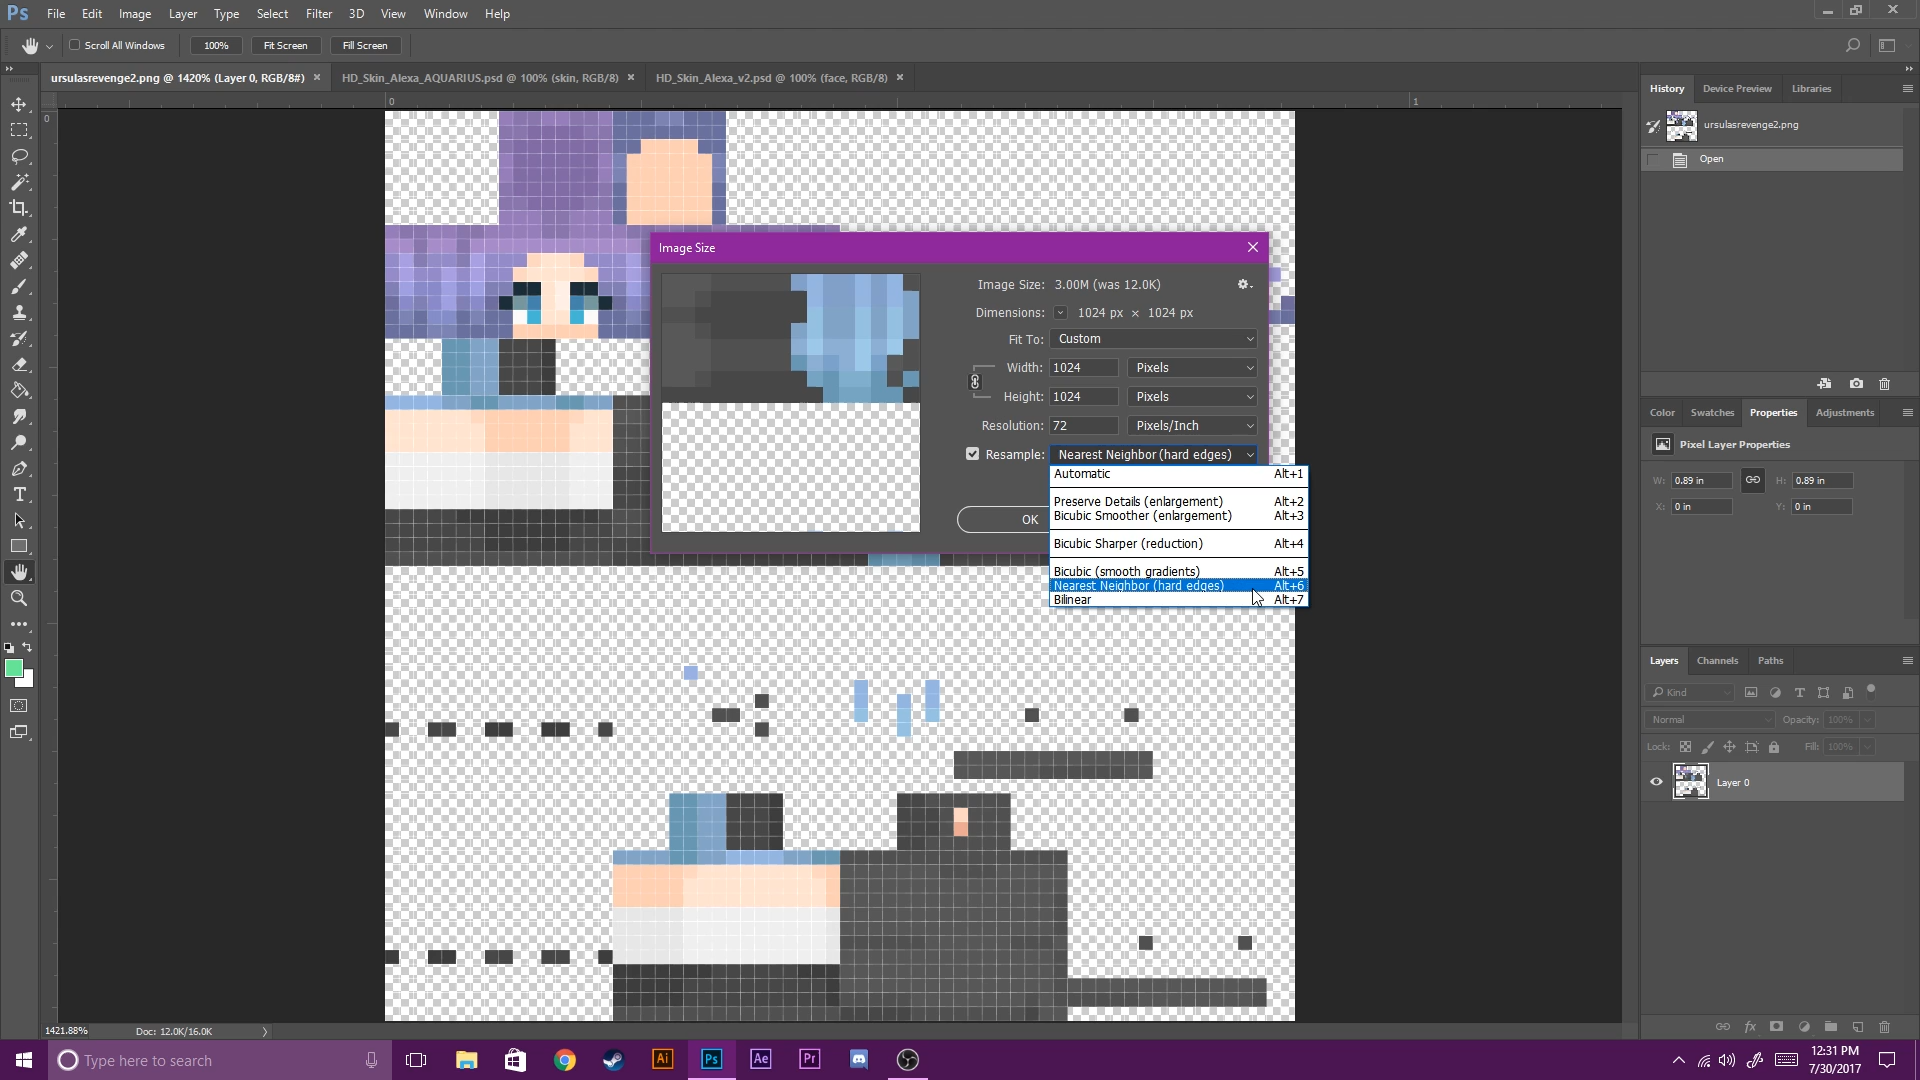 Ps File Edit Image Layer Type Select Filter 3D View Window Help
Scroll All Windows 100% Fit Screen Fill Screen
ursulasrevenge2.png @ 1420% (Layer 0, RGB/8#) × HD_Skin_Alexa_AQUARIUS.psd @ 100% (skin, RGB/8) × HD_Skin_Alexa_v2.psd @ 100% (face, RGB/8) ×
0 1
0
Image Size
Image Size: 3.00M (was 12.0K)
Dimensions: 1024 px × 1024 px
Fit To: Custom
Width: 1024 Pixels
Height: 1024 Pixels
Resolution: 72 Pixels/Inch
Resample: Nearest Neighbor (hard edges)
OK
Automatic Alt+1
Preserve Details (enlargement) Alt+2
Bicubic Smoother (enlargement) Alt+3
Bicubic Sharper (reduction) Alt+4
Bicubic (smooth gradients) Alt+5
Nearest Neighbor (hard edges) Alt+6
Bilinear Alt+7
History Device Preview Libraries
ursulasrevenge2.png
Open
Color Swatches Properties Adjustments
Pixel Layer Properties
W: 0.89 in H: 0.89 in
X: 0 in Y: 0 in
Layers Channels Paths
Kind
Normal Opacity: 100%
Lock: Fill: 100%
Layer 0
1421.88% Doc: 12.0K/16.0K
Type here to search
Ai Ps Ae Pr
12:31 PM
7/30/2017